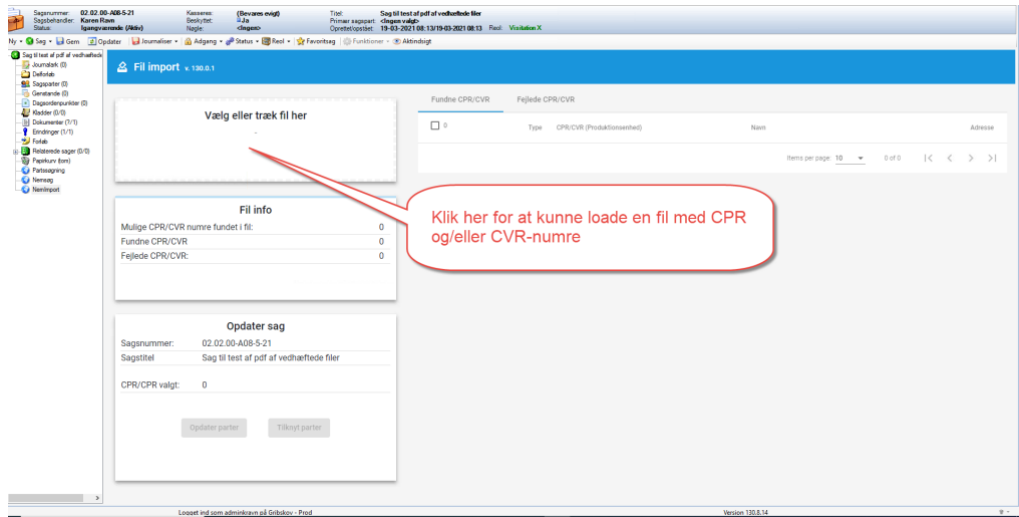 Sagsnummer: 02.02.00-A08-5-21 Kasseres: (Bevares evigt) Titel: Sag til test af pdf af vedhæftede filer
Sagsbehandler: Karen Ravn Beskyttet: Ja Primær sagspart: <Ingen valgt>
Status: Igangværende (Aktiv) Nøgle: <Ingen> Oprettet/opstået: 19-03-2021 08:13/19-03-2021 08:13 Reol: Visitation X
Ny Søg Gem Opdater Journaliser Adgang Status Reol Favoritsag Funktioner Aktindsigt
Sag til test af pdf af vedhæftede
Journalark (0)
Delforløb
Sagsparter (0)
Genstande (0)
Dagsordenpunkter (0)
Kladder (0/0)
Dokumenter (1/1)
Erindringer (1/1)
Forløb
Relaterede sager (0/0)
Papirkurv (tom)
Partssøgning
Nemsag
NemImport
Fil import v. 130.0.1
Vælg eller træk fil her
-
Fil info
Mulige CPR/CVR numre fundet i fil: 0
Fundne CPR/CVR 0
Fejlede CPR/CVR: 0
Opdater sag
Sagsnummer: 02.02.00-A08-5-21
Sagstitel Sag til test af pdf af vedhæftede filer
CPR/CPR valgt: 0
Opdater parter Tilknyt parter
Fundne CPR/CVR Fejlede CPR/CVR
0 Type CPR/CVR (Produktionsenhed) Navn Adresse
Items per page 10 0 of 0
Klik her for at kunne loade en fil med CPR
og/eller CVR-numre
Logget ind som adminkravn på Gribskov - Prod Version 130.8.14